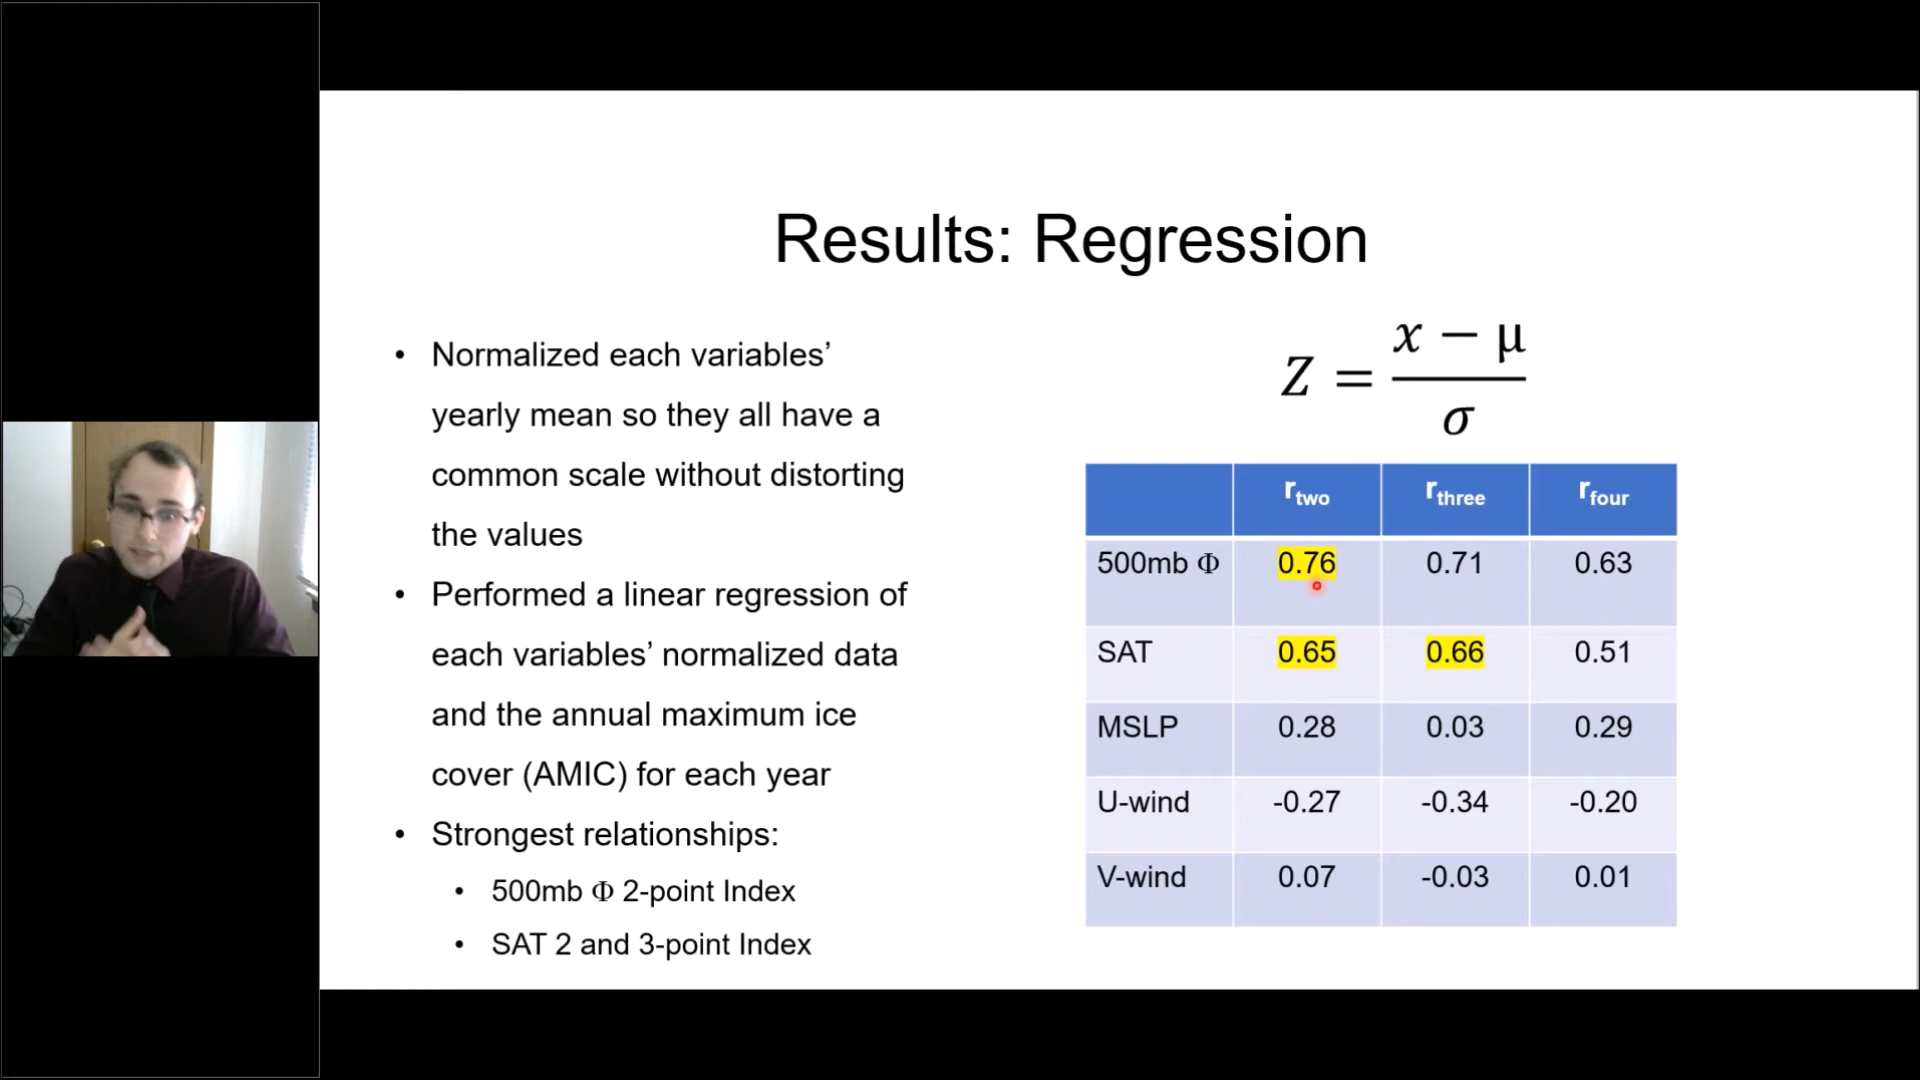 Results: Regression
• Normalized each variables’
yearly mean so they all have a
common scale without distorting
the values
• Performed a linear regression of
each variables’ normalized data
and the annual maximum ice
cover (AMIC) for each year
• Strongest relationships:
• 500mb Φ 2-point Index
• SAT 2 and 3-point Index
Z = (x − μ) / σ
r_two r_three r_four
500mb Φ 0.76 0.71 0.63
SAT 0.65 0.66 0.51
MSLP 0.28 0.03 0.29
U-wind -0.27 -0.34 -0.20
V-wind 0.07 -0.03 0.01